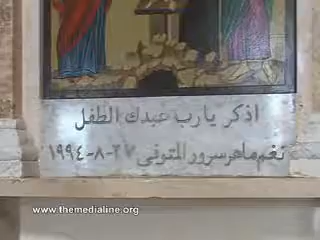 اذكر يارب عبدك الطفل
نغم ماهر سرور المتوفى ٢٧-٨-١٩٩٤
www.themedialine.org